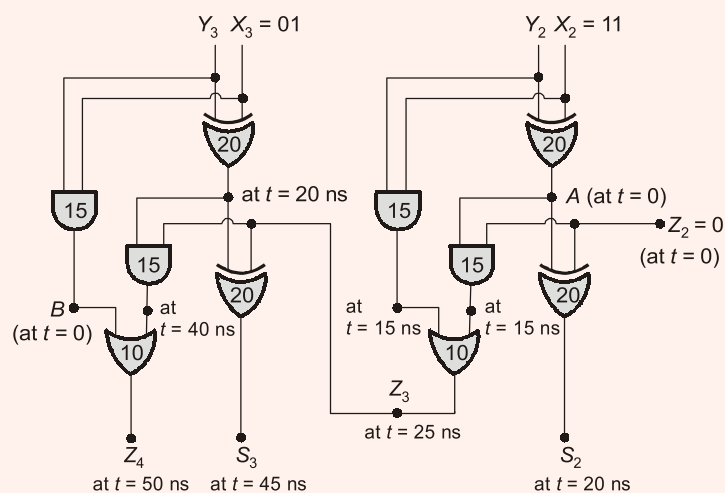 Y3 X3 = 01
Y2 X2 = 11
20
20
at t = 20 ns
A (at t = 0)
15
15
Z2 = 0
(at t = 0)
15
15
20
20
B
(at t = 0)
at
t = 40 ns
at
t = 15 ns
at
t = 15 ns
10
10
Z3
at t = 25 ns
Z4
at t = 50 ns
S3
at t = 45 ns
S2
at t = 20 ns